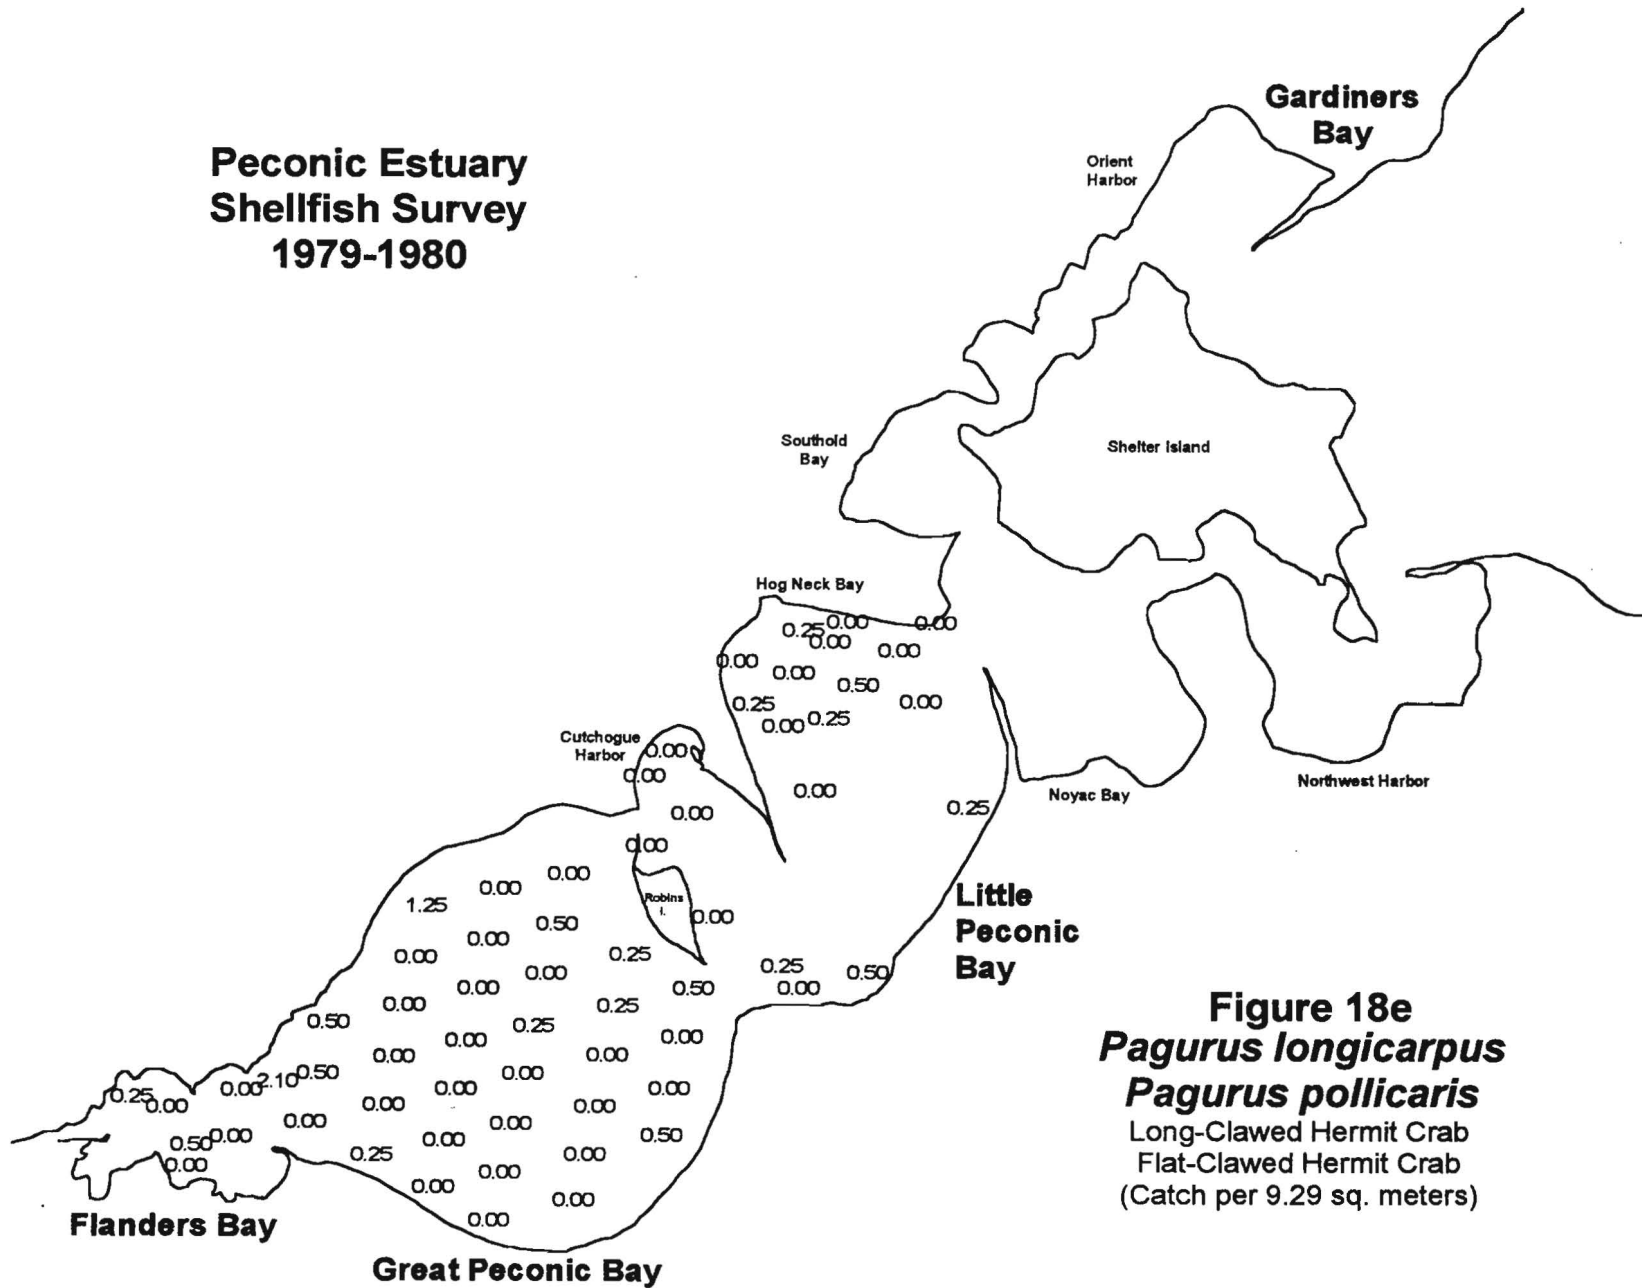 Gardiners
Bay
Peconic Estuary
Shellfish Survey
1979-1980
Orient
Harbor
Southold
Bay
Shelter Island
Hog Neck Bay
0.25 0.00 0.00
0.00 0.00
0.00 0.00
0.50
0.25 0.00
0.00 0.25
Cutchogue
Harbor
0.00
0.00
0.00
0.00
0.00
0.25
Noyac Bay
Northwest Harbor
0.00
0.00
1.25
Robins
I.
0.00
0.50
0.00
0.25
0.00
Little
Peconic
Bay
0.25
0.00
0.50
0.00
0.00
0.50
0.25
0.00
0.50
0.25
0.00
0.00
0.00
0.00
0.50
2.10
0.00
0.25
0.00
0.00
0.00
0.00
0.00
0.00
0.00
0.00
0.50
0.00
0.50
0.00
0.00
0.25
0.00
0.00
0.00
0.00
0.00
Flanders Bay
Great Peconic Bay
Figure 18e
Pagurus longicarpus
Pagurus pollicaris
Long-Clawed Hermit Crab
Flat-Clawed Hermit Crab
(Catch per 9.29 sq. meters)